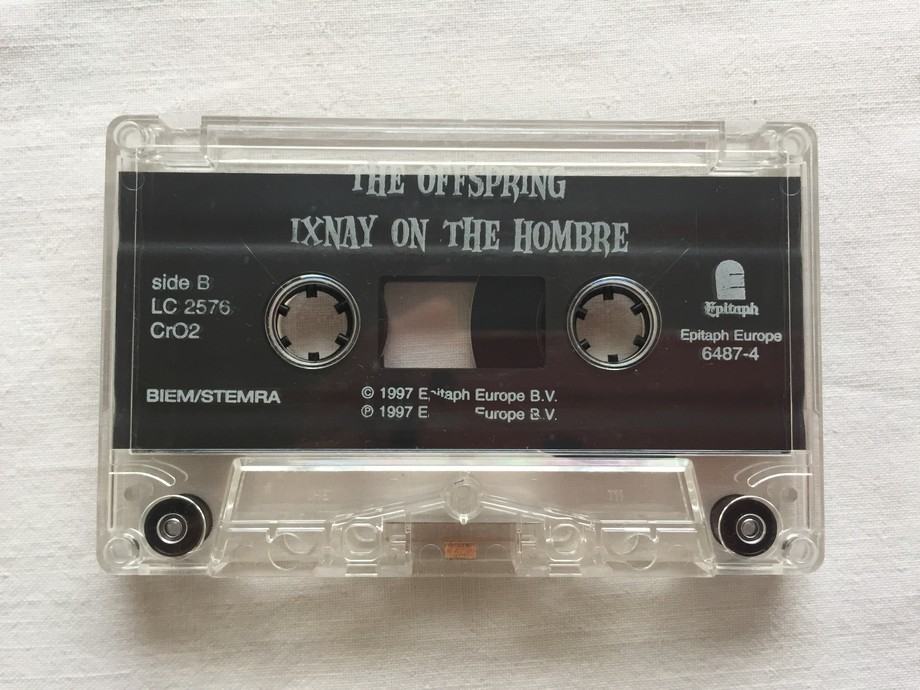 THE OFFSPRING
IXNAY ON THE HOMBRE
side B
LC 2576
CrO2
Epitaph
Epitaph Europe
6487-4
BIEM/STEMRA
© 1997 Epitaph Europe B.V.
℗ 1997 E Europe B.V.